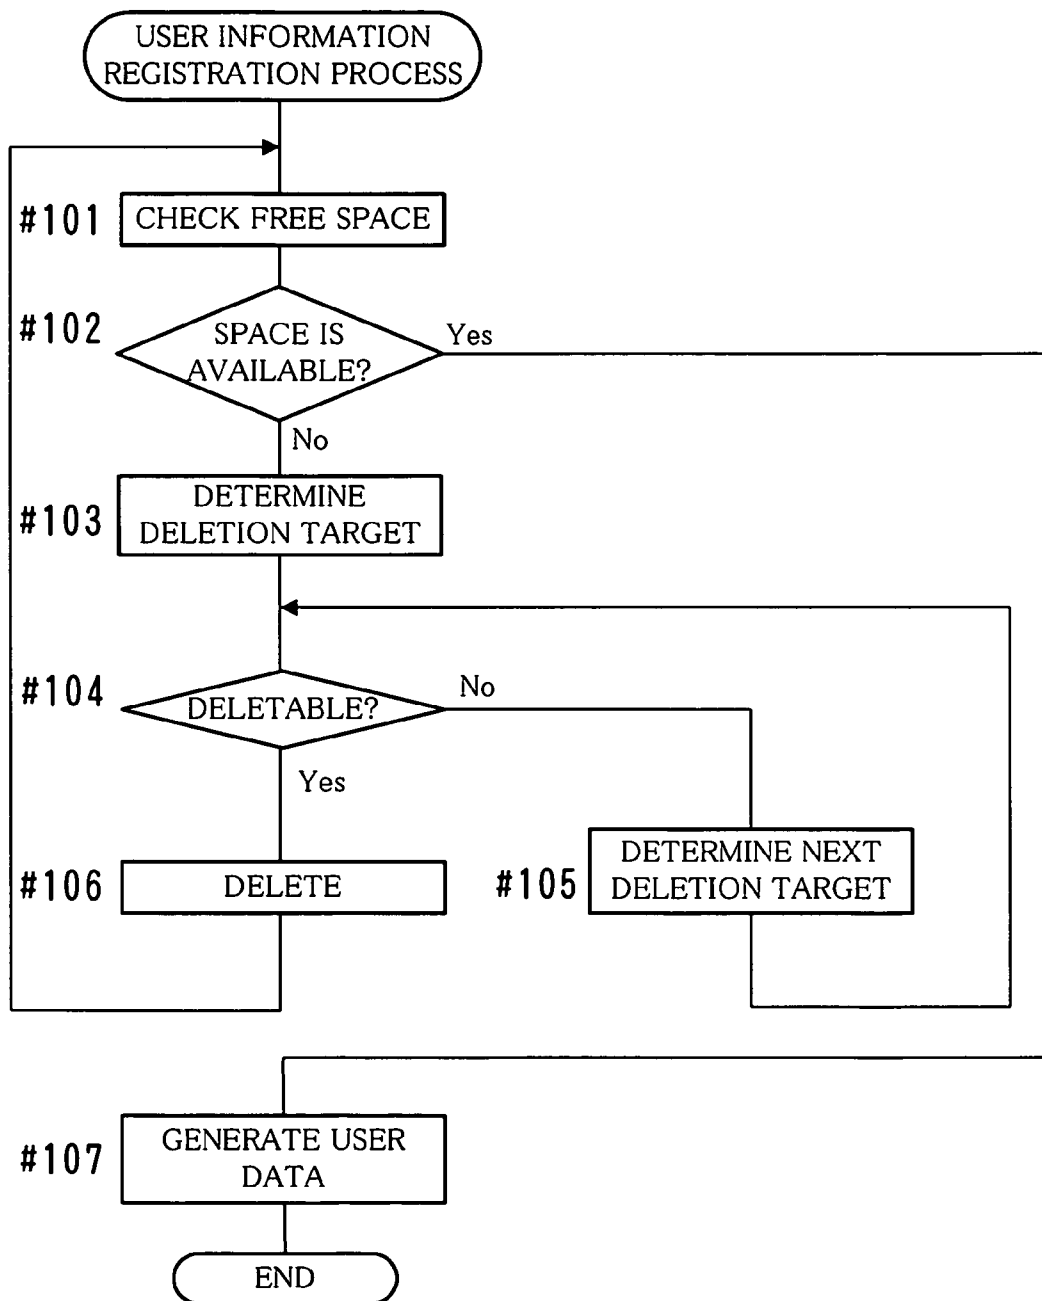 USER INFORMATION
REGISTRATION PROCESS
#101 CHECK FREE SPACE
#102
SPACE IS
AVAILABLE?
Yes
No
#103
DETERMINE
DELETION TARGET
#104
DELETABLE?
No
Yes
#106
DELETE
#105
DETERMINE NEXT
DELETION TARGET
#107
GENERATE USER
DATA
END